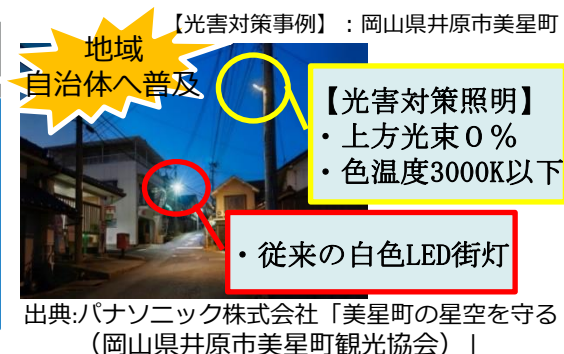 【光害対策事例】：岡山県井原市美星町
地域
自治体へ普及
【光害対策照明】
・上方光束０％
・色温度3000K以下
・従来の白色LED街灯
出典:パナソニック株式会社「美星町の星空を守る
（岡山県井原市美星町観光協会）」